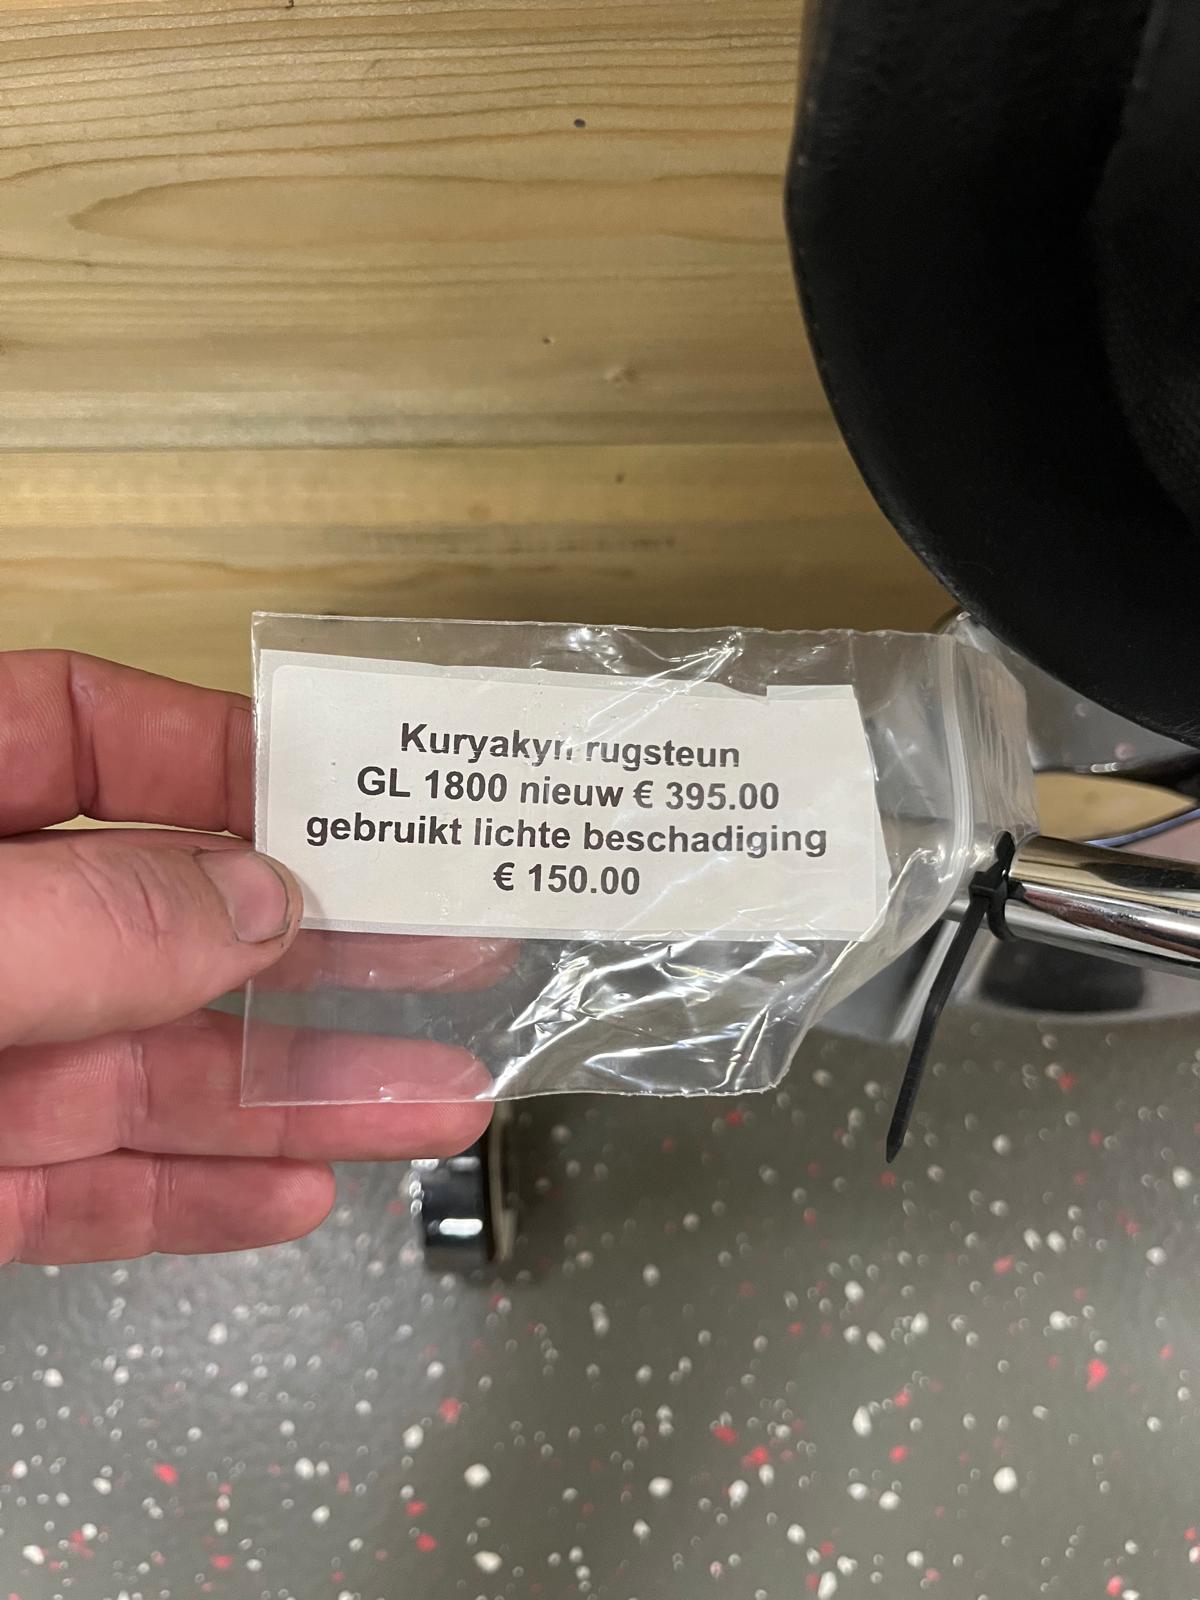 Kuryakyn rugsteun
GL 1800 nieuw € 395.00
gebruikt lichte beschadiging
€ 150.00